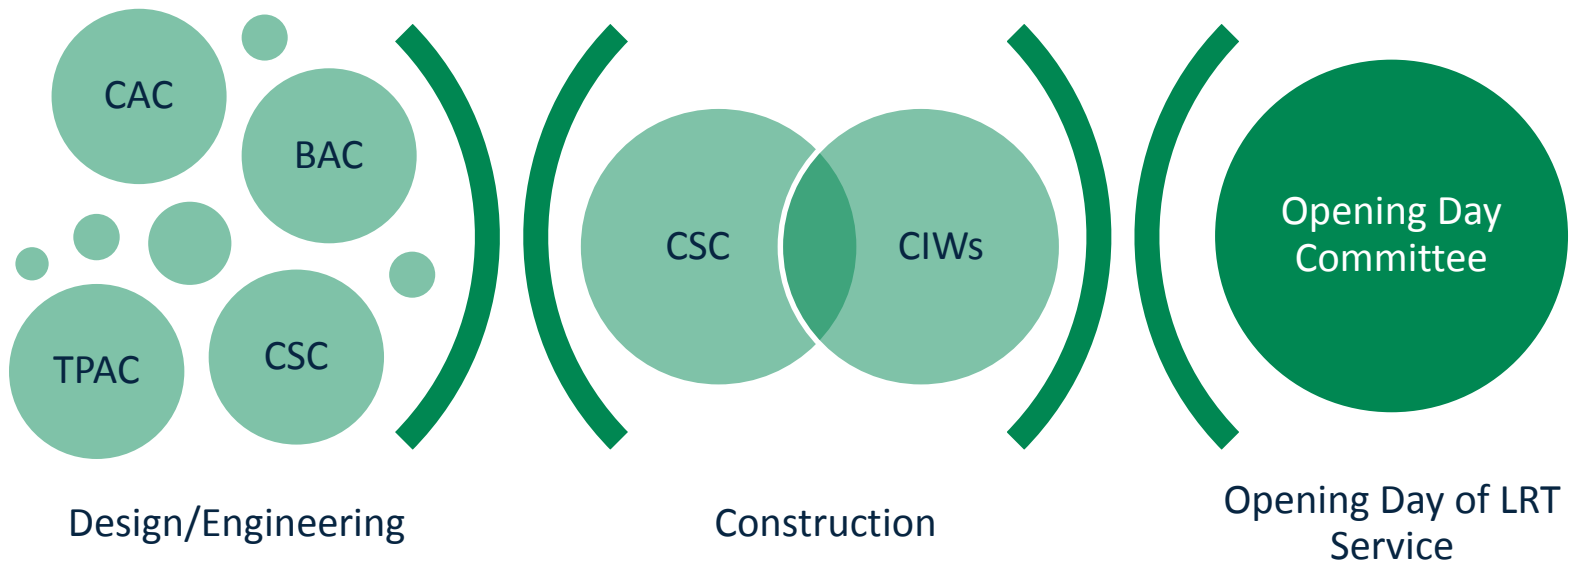 CAC
BAC
TPAC
CSC
CSC
CIWs
Opening Day
Committee
Design/Engineering
Construction
Opening Day of LRT
Service